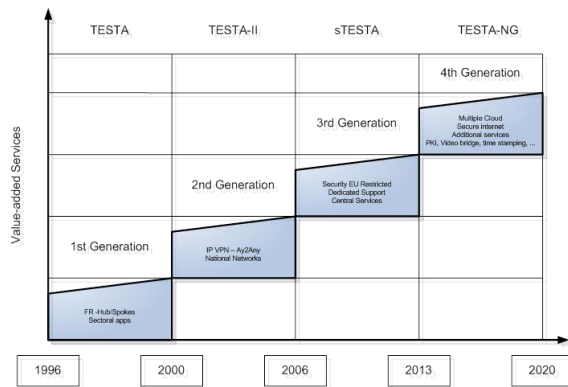 TESTA TESTA-II sTESTA TESTA-NG
4th Generation
Multiple Cloud
Secure internet
Additional services
PKI, Video bridge, time stamping, ...
3rd Generation
Security EU Restricted
Dedicated Support
Central Services
2nd Generation
IP VPN – Ay2Any
National Networks
1st Generation
FR -Hub/Spokes
Sectoral apps
Value-added Services
1996 2000 2006 2013 2020